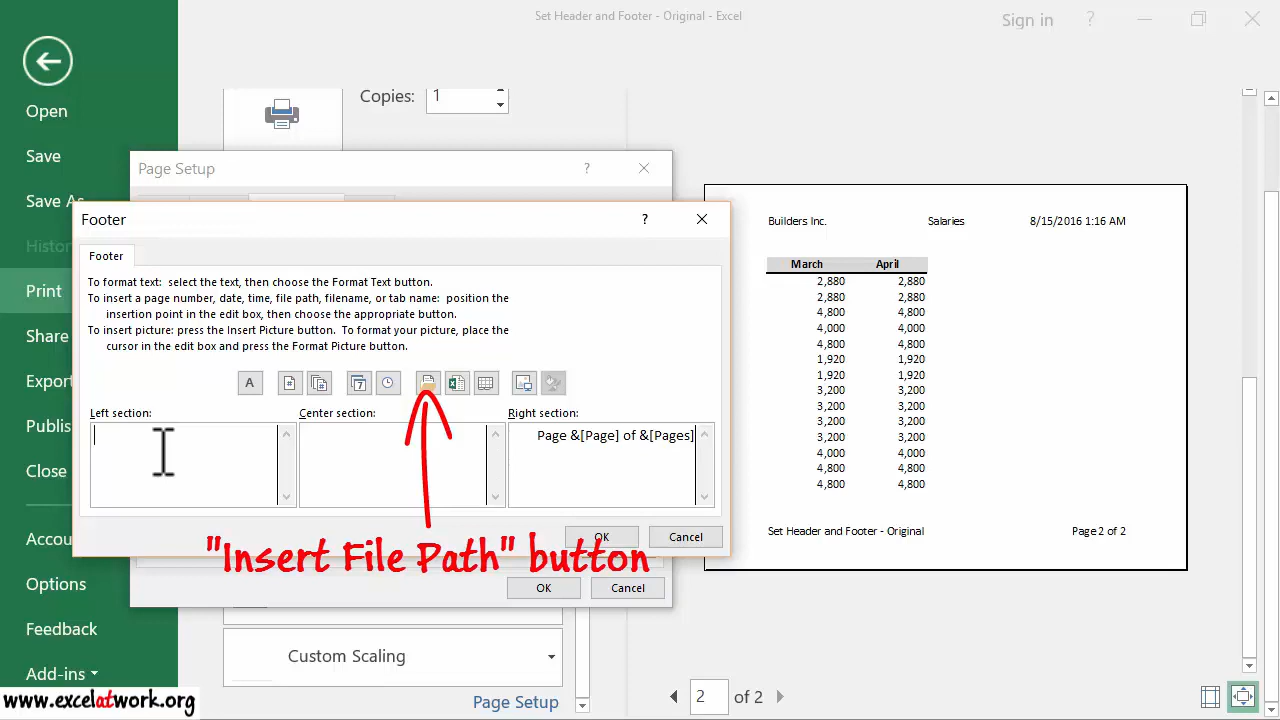 Set Header and Footer - Original - Excel
Sign in
?
Open
Save
Save As
Histor
Print
Share
Export
Publis
Close
Accou
Options
Feedback
Add-ins
www.excelatwork.org
Copies:
1
Page Setup
?
Footer
?
Footer
To format text: select the text, then choose the Format Text button.
To insert a page number, date, time, file path, filename, or tab name: position the
insertion point in the edit box, then choose the appropriate button.
To insert picture: press the Insert Picture button. To format your picture, place the
cursor in the edit box and press the Format Picture button.
A
#
7
Left section:
Center section:
Right section:
Page &[Page] of &[Pages]
OK
Cancel
"Insert File Path" button
OK
Cancel
Custom Scaling
Page Setup
Builders Inc. Salaries 8/15/2016 1:16 AM
March April
2,880 2,880
2,880 2,880
4,800 4,800
4,000 4,000
4,800 4,800
1,920 1,920
1,920 1,920
3,200 3,200
3,200 3,200
3,200 3,200
3,200 3,200
4,000 4,000
4,800 4,800
4,800 4,800
Set Header and Footer - Original Page 2 of 2
2 of 2